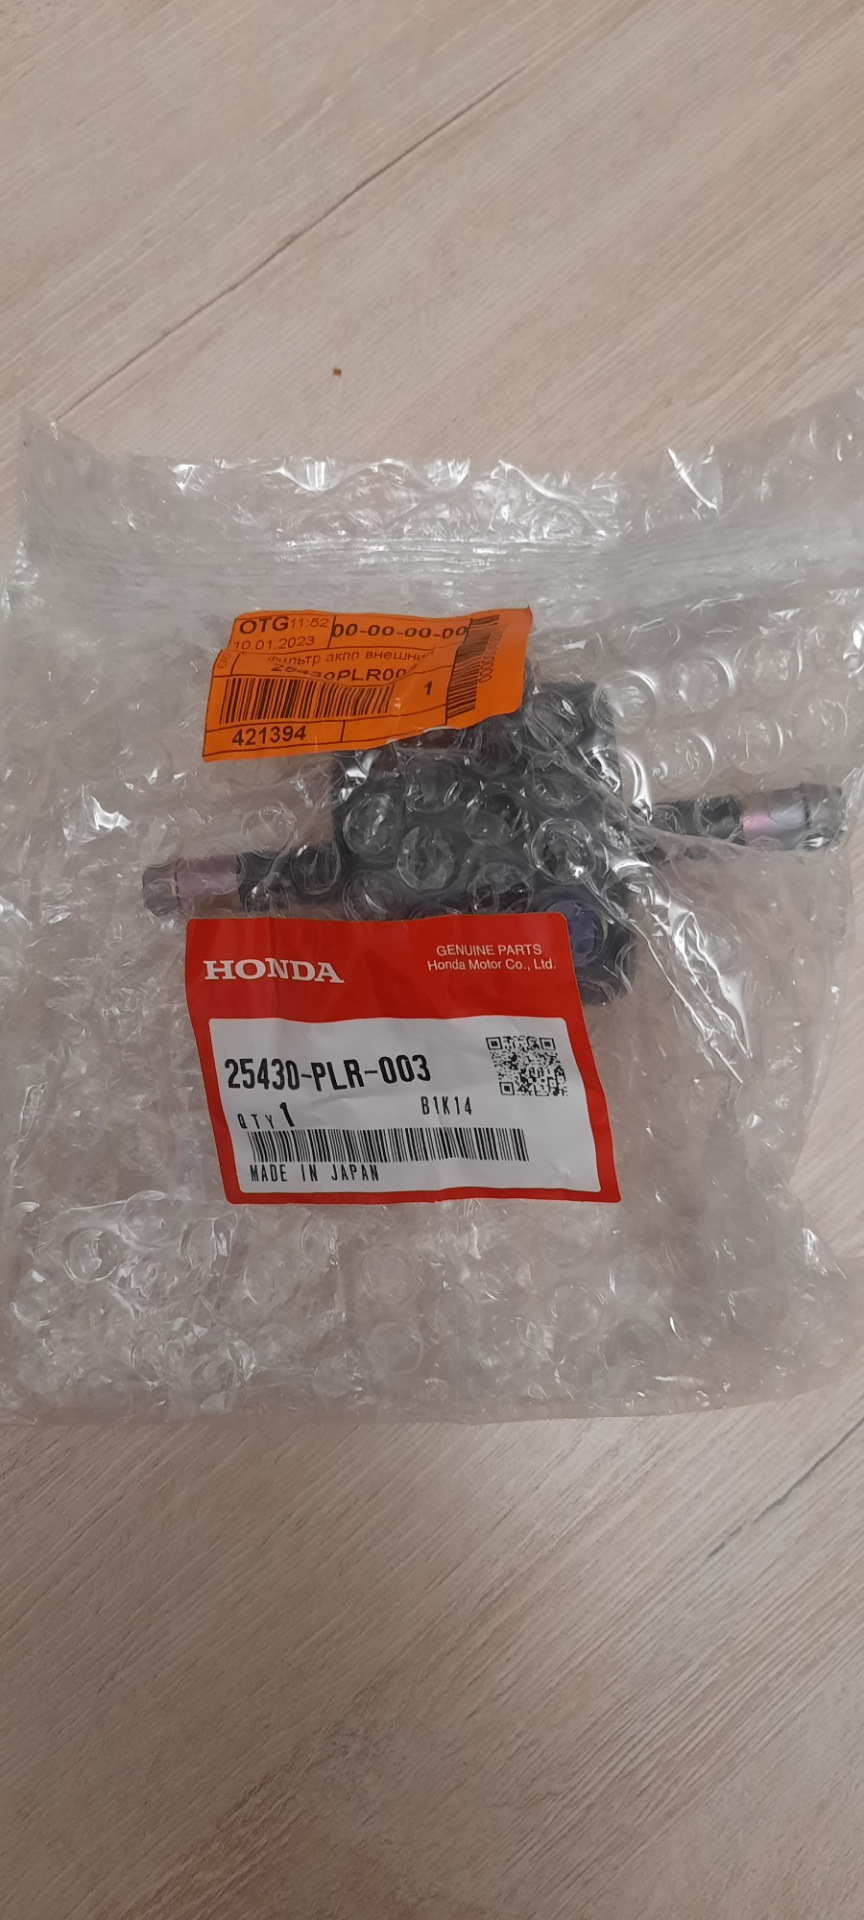 OTG 11:52
10.01.2023
00-00-00-00
Фильтр акпп внешний
1
421394
HONDA
GENUINE PARTS
Honda Motor Co., Ltd.
25430-PLR-003
QTY 1
B1K14
MADE IN JAPAN